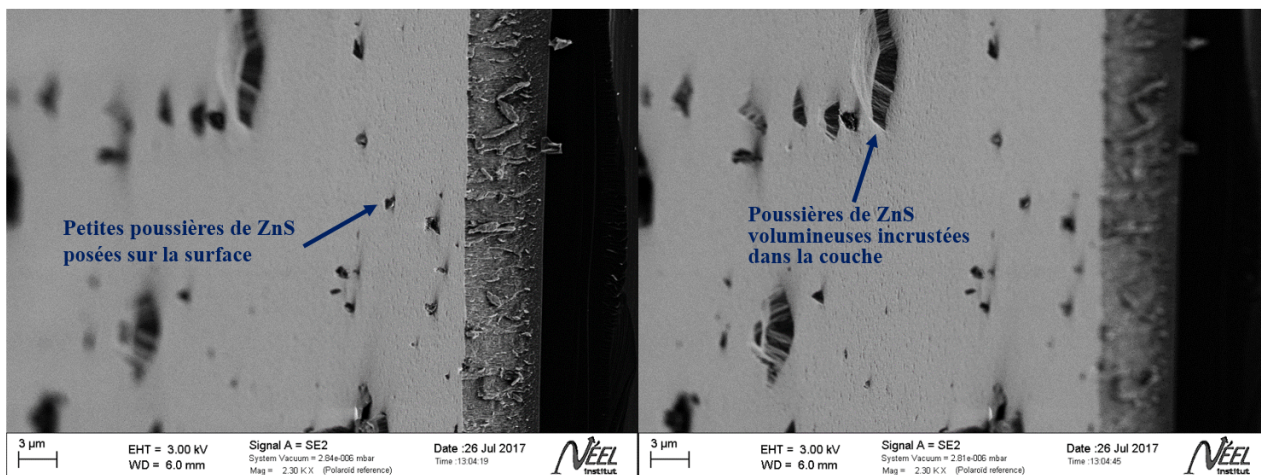 Petites poussières de ZnS
posées sur la surface
3 µm
EHT = 3.00 kV
WD = 6.0 mm
Signal A = SE2
System Vacuum = 2.84e-006 mbar
Mag = 2.30 K X (Polaroid reference)
Date :26 Jul 2017
Time :13:04:19
NÉEL
institut
Poussières de ZnS
volumineuses incrustées
dans la couche
3 µm
EHT = 3.00 kV
WD = 6.0 mm
Signal A = SE2
System Vacuum = 2.81e-006 mbar
Mag = 2.30 K X (Polaroid reference)
Date :26 Jul 2017
Time :13:04:45
NÉEL
institut